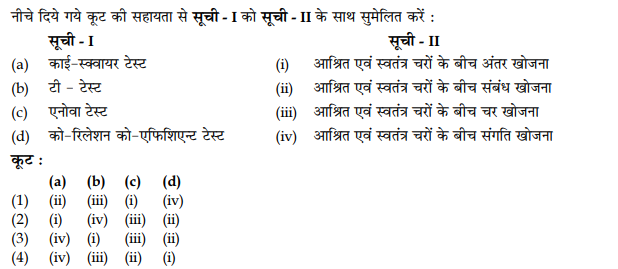 नीचे दिये गये कूट की सहायता से सूची - I को सूची - II के साथ सुमेलित करें :
सूची - I सूची - II
(a) काई-स्क्वायर टेस्ट (i) आश्रित एवं स्वतंत्र चरों के बीच अंतर खोजना
(b) टी - टेस्ट (ii) आश्रित एवं स्वतंत्र चरों के बीच संबंध खोजना
(c) एनोवा टेस्ट (iii) आश्रित एवं स्वतंत्र चरों के बीच चर खोजना
(d) को-रिलेशन को-एफिशिएन्ट टेस्ट (iv) आश्रित एवं स्वतंत्र चरों के बीच संगति खोजना
कूट :
(a) (b) (c) (d)
(1) (ii) (iii) (i) (iv)
(2) (i) (iv) (iii) (ii)
(3) (iv) (i) (iii) (ii)
(4) (iv) (iii) (ii) (i)